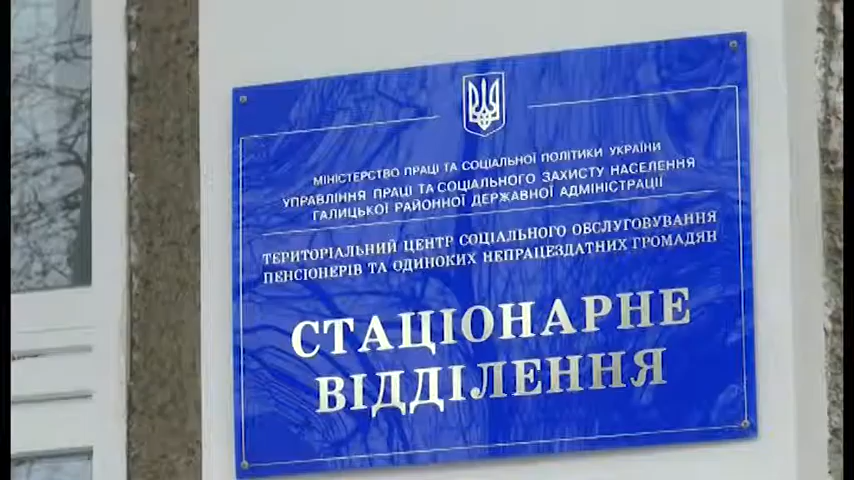 МІНІСТЕРСТВО ПРАЦІ ТА СОЦІАЛЬНОЇ ПОЛІТИКИ УКРАЇНИ
УПРАВЛІННЯ ПРАЦІ ТА СОЦІАЛЬНОГО ЗАХИСТУ НАСЕЛЕННЯ
ГАЛИЦЬКОЇ РАЙОННОЇ ДЕРЖАВНОЇ АДМІНІСТРАЦІЇ
ТЕРИТОРІАЛЬНИЙ ЦЕНТР СОЦІАЛЬНОГО ОБСЛУГОВУВАННЯ
ПЕНСІОНЕРІВ ТА ОДИНОКИХ НЕПРАЦЕЗДАТНИХ ГРОМАДЯН
СТАЦІОНАРНЕ
ВІДДІЛЕННЯ